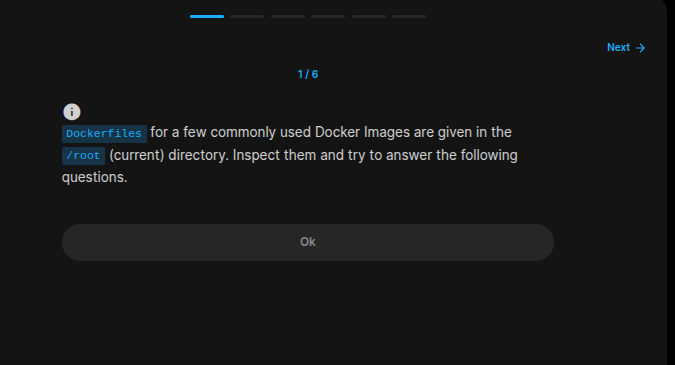 Next →
1 / 6
Dockerfiles for a few commonly used Docker Images are given in the
/root (current) directory. Inspect them and try to answer the following
questions.
Ok